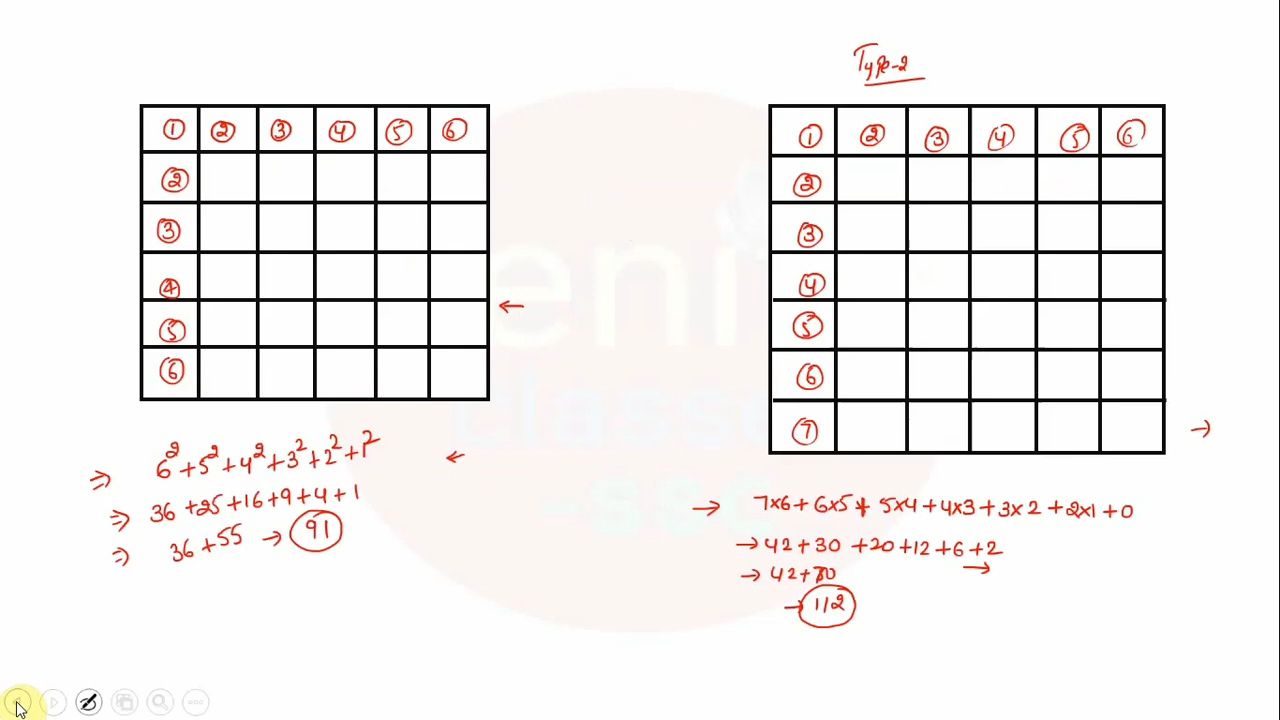 Type-2
① ② ③ ④ ⑤ ⑥
②
③
④
⑤
⑥
6² + 5² + 4² + 3² + 2² + 1²
⇒ 36 + 25 + 16 + 9 + 4 + 1
⇒ 36 + 55 → 91
① ② ③ ④ ⑤ ⑥
②
③
④
⑤
⑥
⑦
→ 7×6 + 6×5 + 5×4 + 4×3 + 3×2 + 2×1 + 0
→ 42 + 30 + 20 + 12 + 6 + 2
→ 42 + 70
→ 112
eni
classe
-SSC